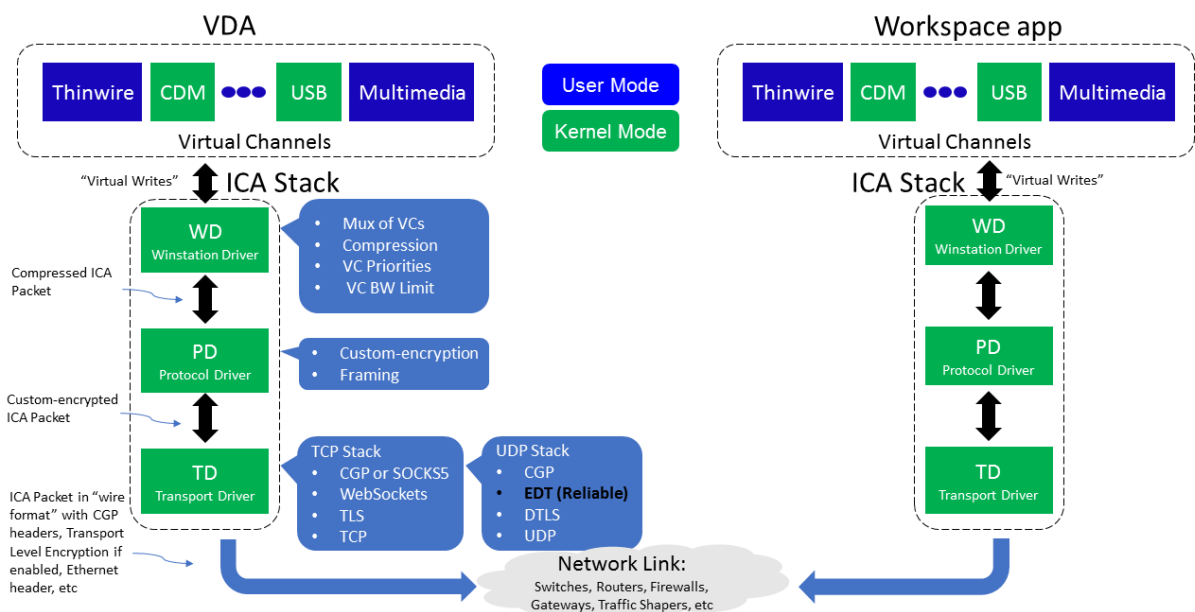 VDA
Thinwire
CDM
USB
Multimedia
Virtual Channels
User Mode
Kernel Mode
Workspace app
Thinwire
CDM
USB
Multimedia
Virtual Channels
“Virtual Writes”
ICA Stack
WD
Winstation Driver
• Mux of VCs
• Compression
• VC Priorities
• VC BW Limit
Compressed ICA
Packet
PD
Protocol Driver
• Custom-encryption
• Framing
Custom-encrypted
ICA Packet
TD
Transport Driver
TCP Stack
• CGP or SOCKS5
• WebSockets
• TLS
• TCP
UDP Stack
• CGP
• EDT (Reliable)
• DTLS
• UDP
ICA Packet in “wire
format” with CGP
headers, Transport
Level Encryption if
enabled, Ethernet
header, etc
Network Link:
Switches, Routers, Firewalls,
Gateways, Traffic Shapers, etc
ICA Stack
“Virtual Writes”
WD
Winstation Driver
PD
Protocol Driver
TD
Transport Driver